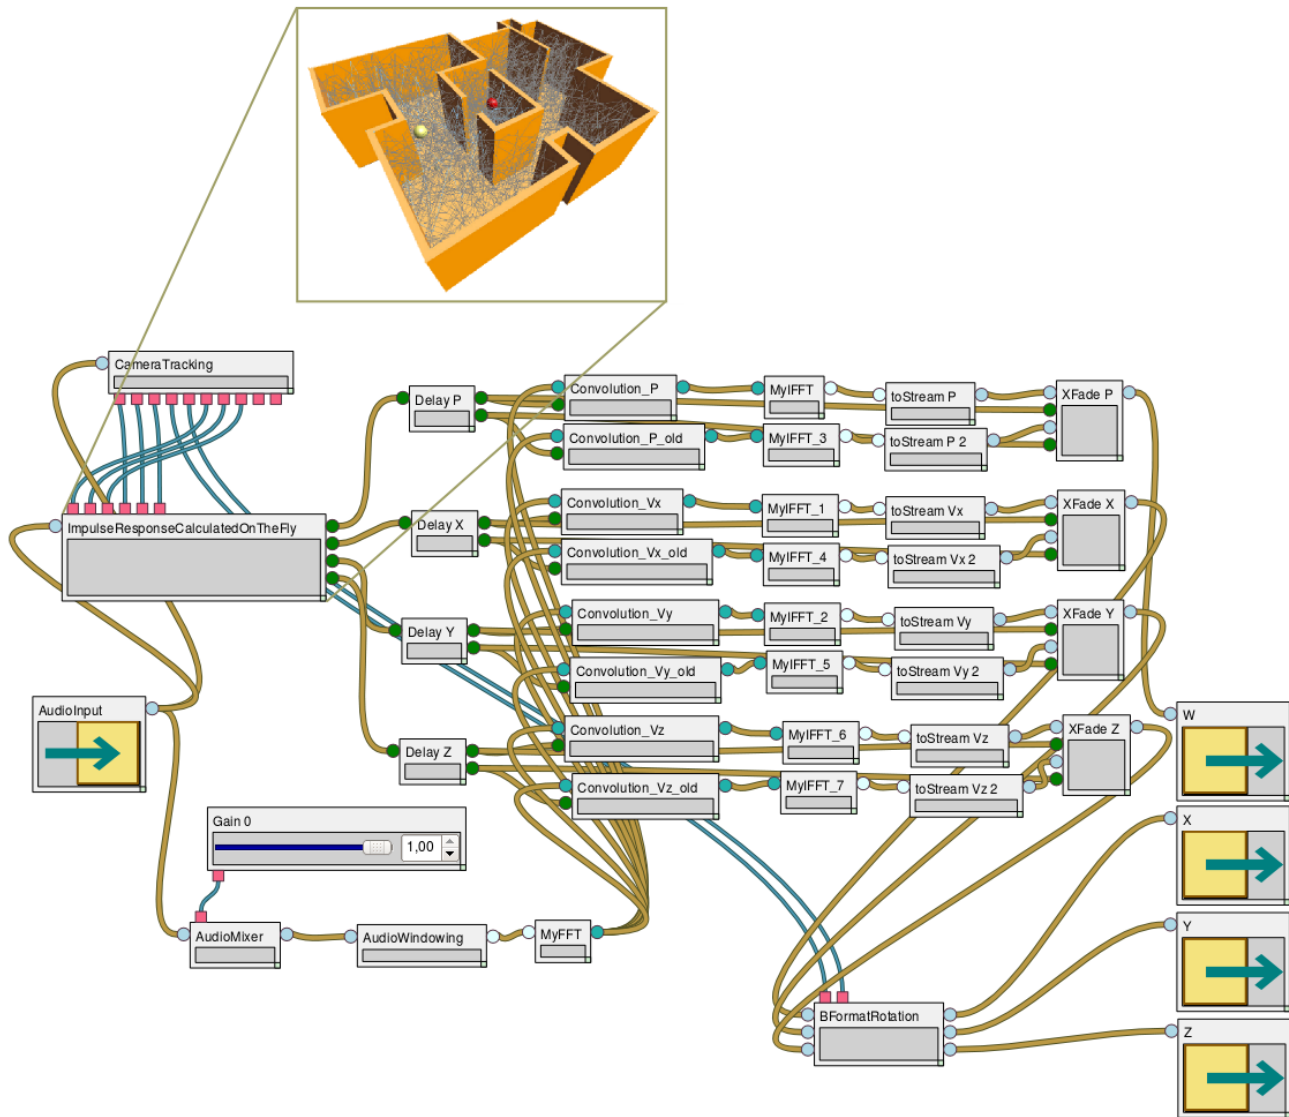 CameraTracking
ImpulseResponseCalculatedOnTheFly
AudioInput
Gain 0
1,00
AudioMixer
AudioWindowing
MyFFT
Delay P
Delay X
Delay Y
Delay Z
Convolution_P
MyIFFT
toStream P
XFade P
Convolution_P_old
MyIFFT_3
toStream P 2
Convolution_Vx
MyIFFT_1
toStream Vx
XFade X
Convolution_Vx_old
MyIFFT_4
toStream Vx 2
Convolution_Vy
MyIFFT_2
toStream Vy
XFade Y
Convolution_Vy_old
MyIFFT_5
toStream Vy 2
Convolution_Vz
MyIFFT_6
toStream Vz
XFade Z
Convolution_Vz_old
MyIFFT_7
toStream Vz 2
BFormatRotation
W
X
Y
Z